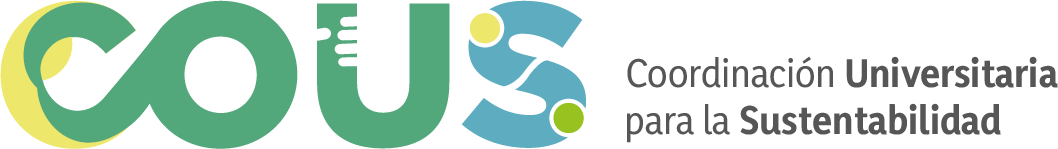 COUS
Coordinación Universitaria
para la Sustentabilidad